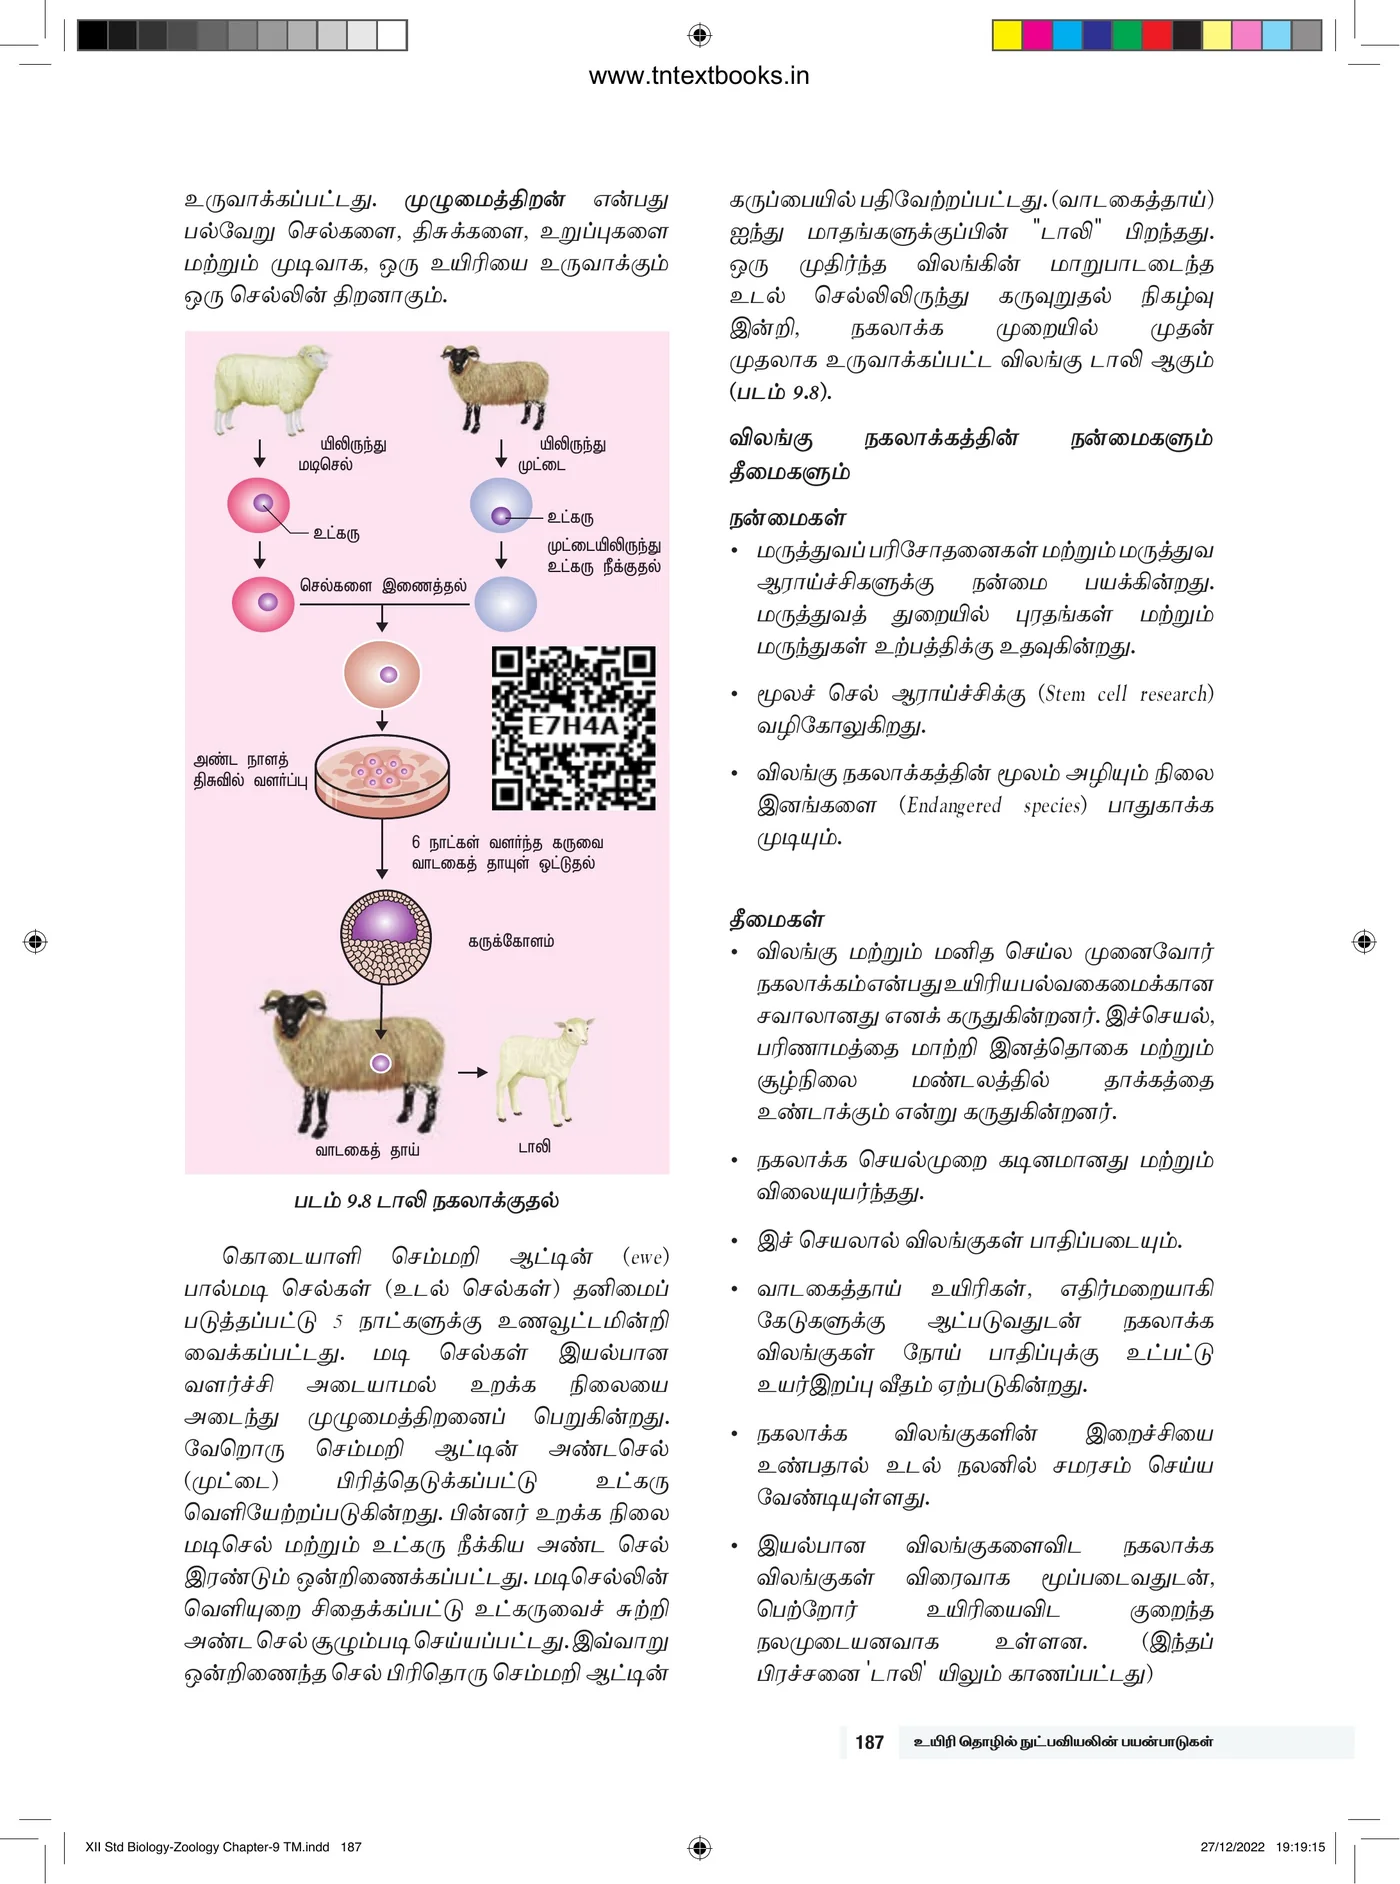 www.tntextbooks.in
உருவாக்கப்பட்டது. முழுமைத்திறன் என்பது
பல்வேறு செல்களை, திசுக்களை, உறுப்புகளை
மற்றும் முடிவாக, ஒரு உயிரியை உருவாக்கும்
ஒரு செல்லின் திறனாகும்.
யிலிருந்து
மடிசெல்
யிலிருந்து
முட்டை
உட்கரு
உட்கரு
முட்டையிலிருந்து
உட்கரு நீக்குதல்
செல்களை இணைத்தல்
E7H4A
அண்ட நாளத்
திசுவில் வளர்ப்பு
6 நாட்கள் வளர்ந்த கருவை
வாடகைத் தாயுள் ஒட்டுதல்
கருக்கோளம்
வாடகைத் தாய்
டாலி
படம் 9.8 டாலி நகலாக்குதல்
கொடையாளி செம்மறி ஆட்டின் (ewe)
பால்மடி செல்கள் (உடல் செல்கள்) தனிமைப்
படுத்தப்பட்டு 5 நாட்களுக்கு உணவூட்டமின்றி
வைக்கப்பட்டது. மடி செல்கள் இயல்பான
வளர்ச்சி அடையாமல் உறக்க நிலையை
அடைந்து முழுமைத்திறனைப் பெறுகின்றது.
வேறொரு செம்மறி ஆட்டின் அண்டசெல்
(முட்டை) பிரித்தெடுக்கப்பட்டு உட்கரு
வெளியேற்றப்படுகின்றது. பின்னர் உறக்க நிலை
மடிசெல் மற்றும் உட்கரு நீக்கிய அண்ட செல்
இரண்டும் ஒன்றிணைக்கப்பட்டது. மடிசெல்லின்
வெளியுறை சிதைக்கப்பட்டு உட்கருவைச் சுற்றி
அண்ட செல் சூழும்படி செய்யப்பட்டது. இவ்வாறு
ஒன்றிணைந்த செல் பிரிதொரு செம்மறி ஆட்டின்
கருப்பையில் பதிவேற்றப்பட்டது. (வாடகைத்தாய்)
ஐந்து மாதங்களுக்குப்பின் "டாலி" பிறந்தது.
ஒரு முதிர்ந்த விலங்கின் மாறுபாடடைந்த
உடல் செல்லிலிருந்து கருவுறுதல் நிகழ்வு
இன்றி, நகலாக்க முறையில் முதன்
முதலாக உருவாக்கப்பட்ட விலங்கு டாலி ஆகும்
(படம் 9.8).
விலங்கு நகலாக்கத்தின் நன்மைகளும்
தீமைகளும்
நன்மைகள்
• மருத்துவப் பரிசோதனைகள் மற்றும் மருத்துவ
ஆராய்ச்சிகளுக்கு நன்மை பயக்கின்றது.
மருத்துவத் துறையில் புரதங்கள் மற்றும்
மருந்துகள் உற்பத்திக்கு உதவுகின்றது.
• மூலச் செல் ஆராய்ச்சிக்கு (Stem cell research)
வழிகோலுகிறது.
• விலங்கு நகலாக்கத்தின் மூலம் அழியும் நிலை
இனங்களை (Endangered species) பாதுகாக்க
முடியும்.
தீமைகள்
• விலங்கு மற்றும் மனித செய்ல முனைவோர்
நகலாக்கம் என்பது உயிரியபல்வகைமைக்கான
சவாலானது எனக் கருதுகின்றனர். இச்செயல்,
பரிணாமத்தை மாற்றி இனத்தொகை மற்றும்
சூழ்நிலை மண்டலத்தில் தாக்கத்தை
உண்டாக்கும் என்று கருதுகின்றனர்.
• நகலாக்க செயல்முறை கடினமானது மற்றும்
விலையுயர்ந்தது.
• இச் செயலால் விலங்குகள் பாதிப்படையும்.
• வாடகைத்தாய் உயிரிகள், எதிர்மறையாகி
கேடுகளுக்கு ஆட்படுவதுடன் நகலாக்க
விலங்குகள் நோய் பாதிப்புக்கு உட்பட்டு
உயர்இறப்பு வீதம் ஏற்படுகின்றது.
• நகலாக்க விலங்குகளின் இறைச்சியை
உண்பதால் உடல் நலனில் சமரசம் செய்ய
வேண்டியுள்ளது.
• இயல்பான விலங்குகளைவிட நகலாக்க
விலங்குகள் விரைவாக மூப்படைவதுடன்,
பெற்றோர் உயிரியைவிட குறைந்த
நலமுடையனவாக உள்ளன. (இந்தப்
பிரச்சனை 'டாலி' யிலும் காணப்பட்டது)
187 உயிரி தொழில் நுட்பவியலின் பயன்பாடுகள்
XII Std Biology-Zoology Chapter-9 TM.indd 187
27/12/2022 19:19:15